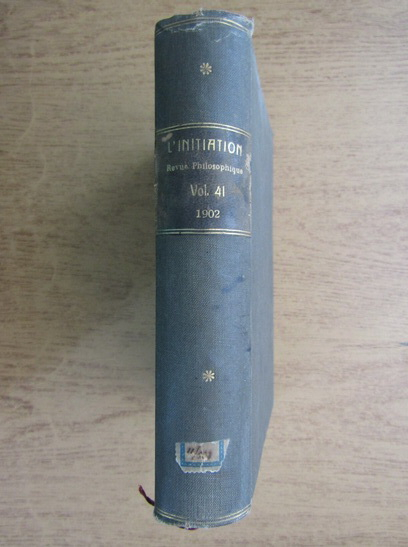 L'INITIATION
Revue Philosophique
Vol. 41
1902